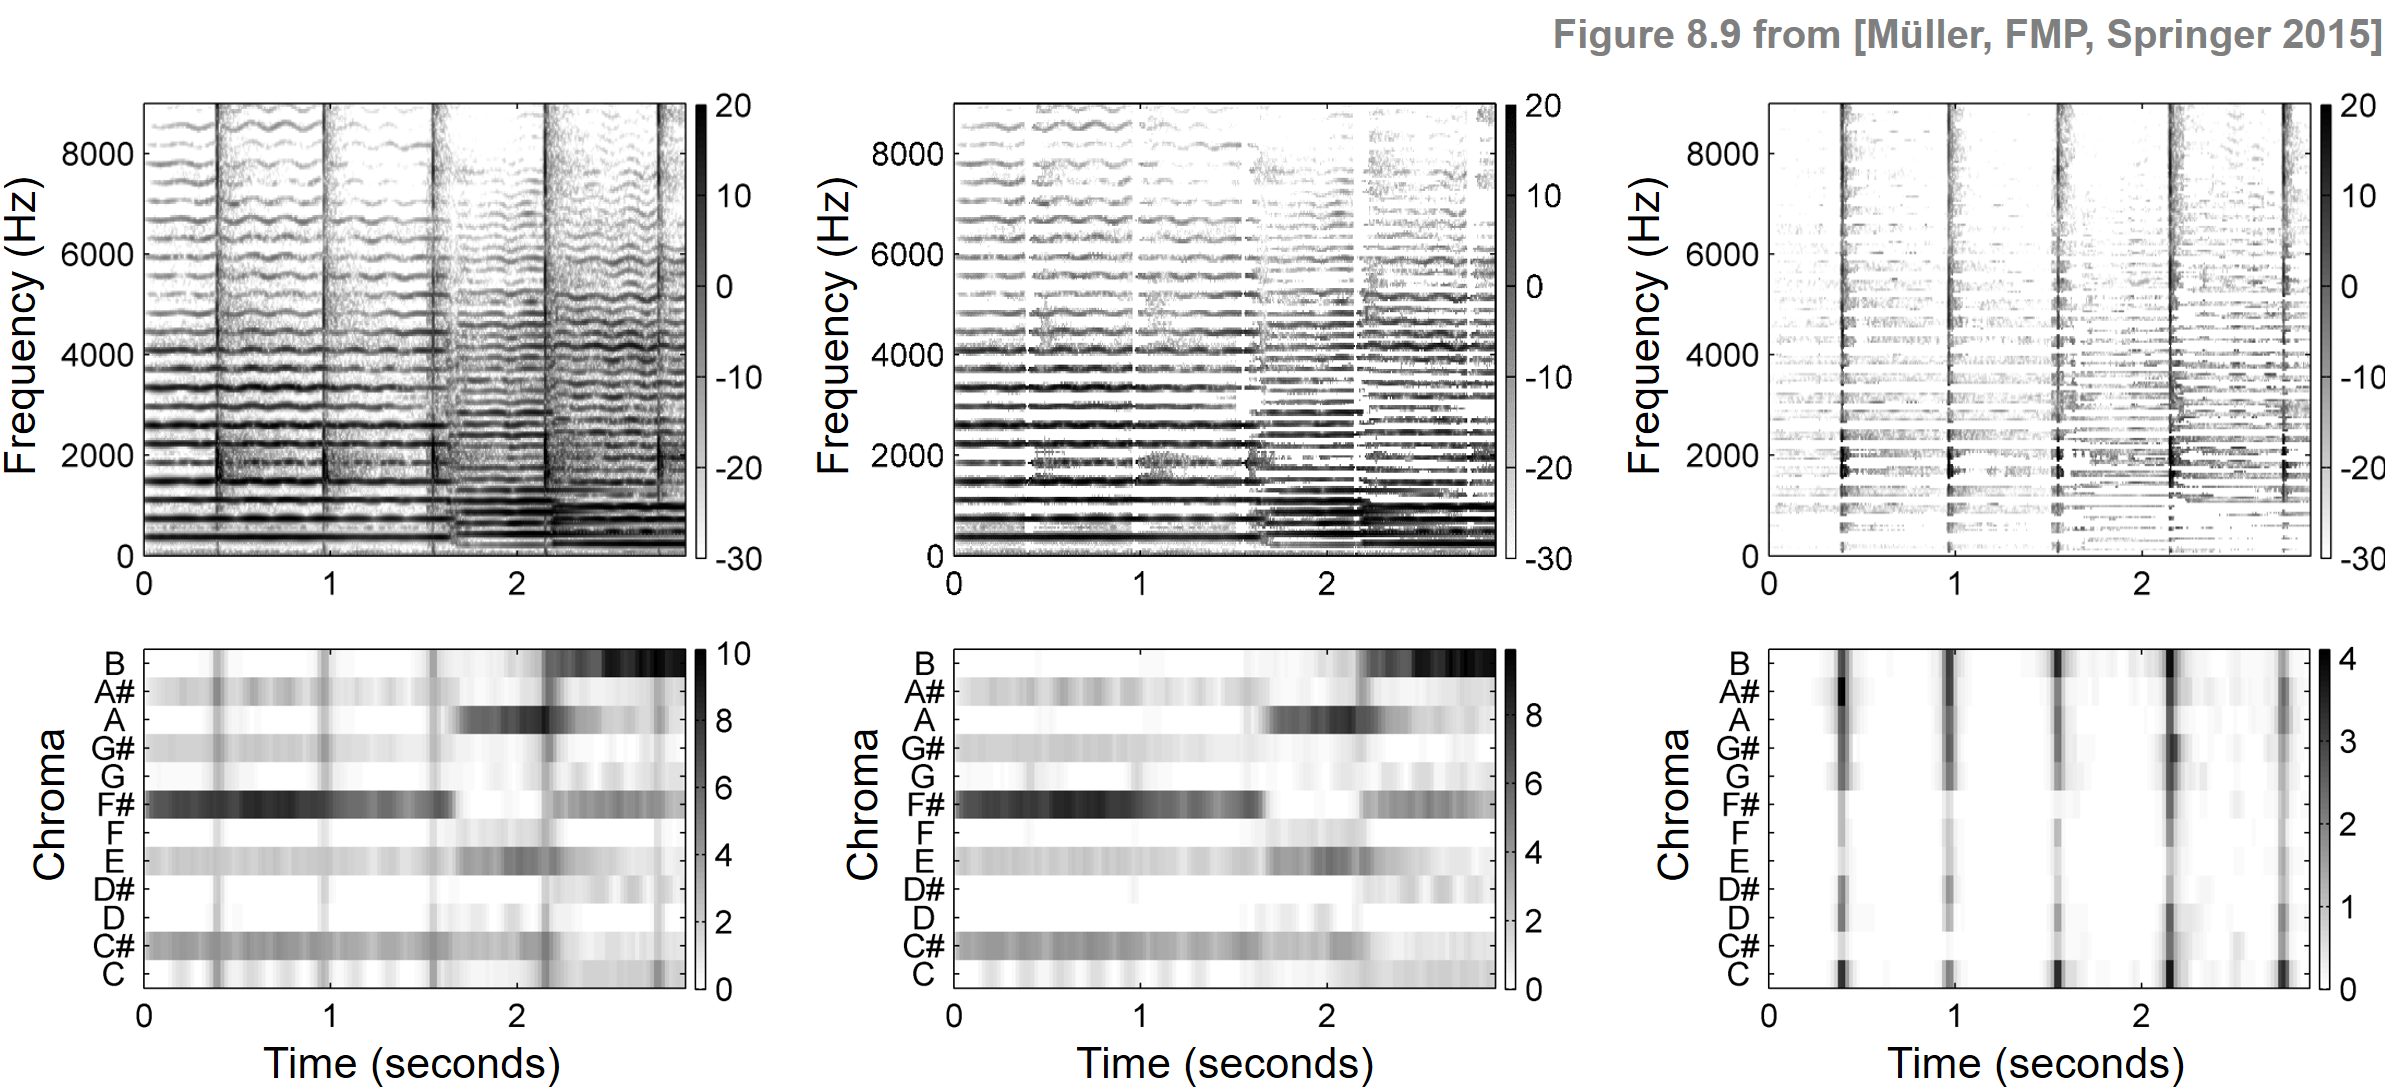 Figure 8.9 from [Müller, FMP, Springer 2015]
Frequency (Hz)
8000
6000
4000
2000
0
0 1 2
20
10
0
-10
-20
-30
Frequency (Hz)
8000
6000
4000
2000
0
0 1 2
20
10
0
-10
-20
-30
Frequency (Hz)
8000
6000
4000
2000
0
0 1 2
20
10
0
-10
-20
-30
Chroma
B
A#
A
G#
G
F#
F
E
D#
D
C#
C
0 1 2
Time (seconds)
10
8
6
4
2
0
Chroma
B
A#
A
G#
G
F#
F
E
D#
D
C#
C
0 1 2
Time (seconds)
8
6
4
2
0
Chroma
B
A#
A
G#
G
F#
F
E
D#
D
C#
C
0 1 2
Time (seconds)
4
3
2
1
0